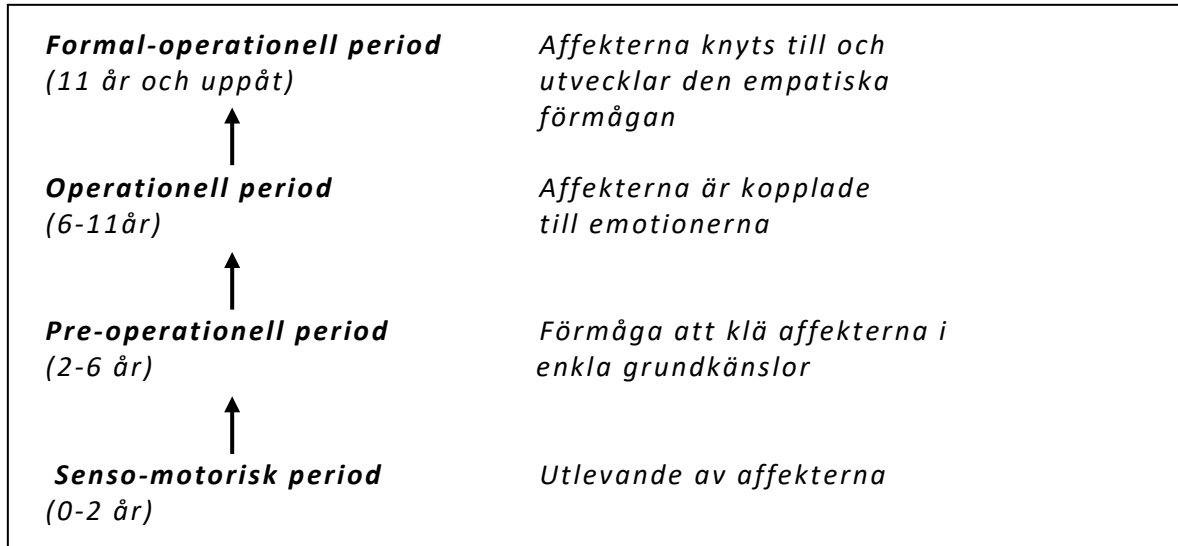 Formal-operationell period
(11 år och uppåt)
Affekterna knyts till och
utvecklar den empatiska
förmågan
Operationell period
(6-11år)
Affekterna är kopplade
till emotionerna
Pre-operationell period
(2-6 år)
Förmåga att klä affekterna i
enkla grundkänslor
Senso-motorisk period
(0-2 år)
Utlevande av affekterna